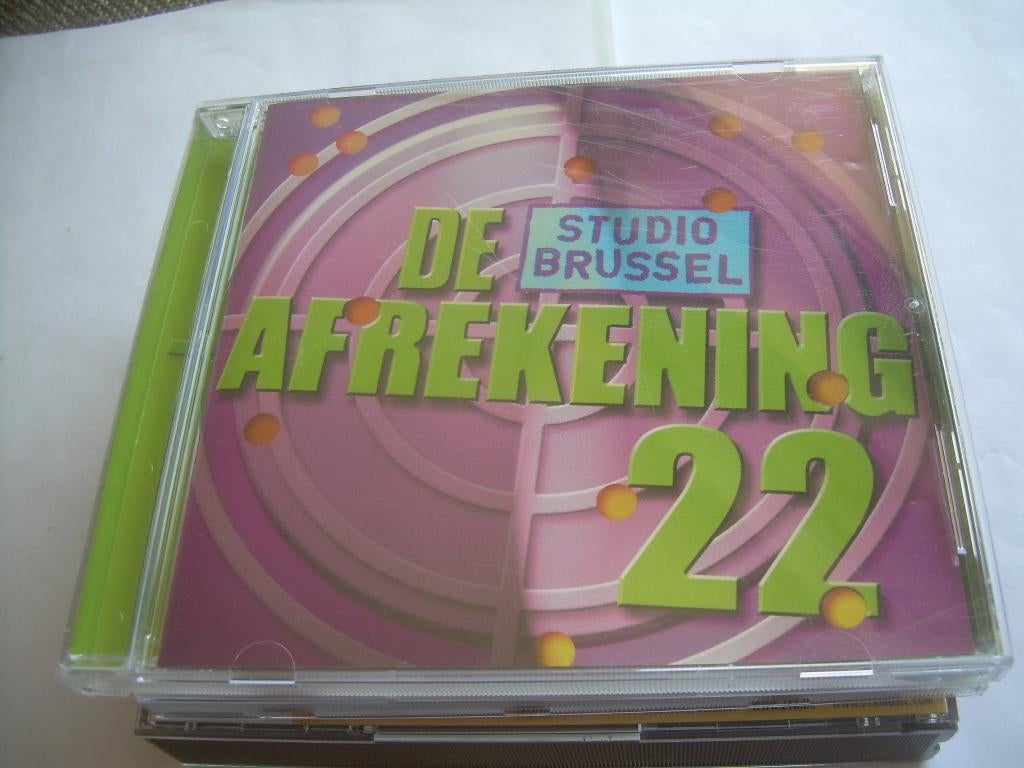 DE
STUDIO
BRUSSEL
AFREKENING
22